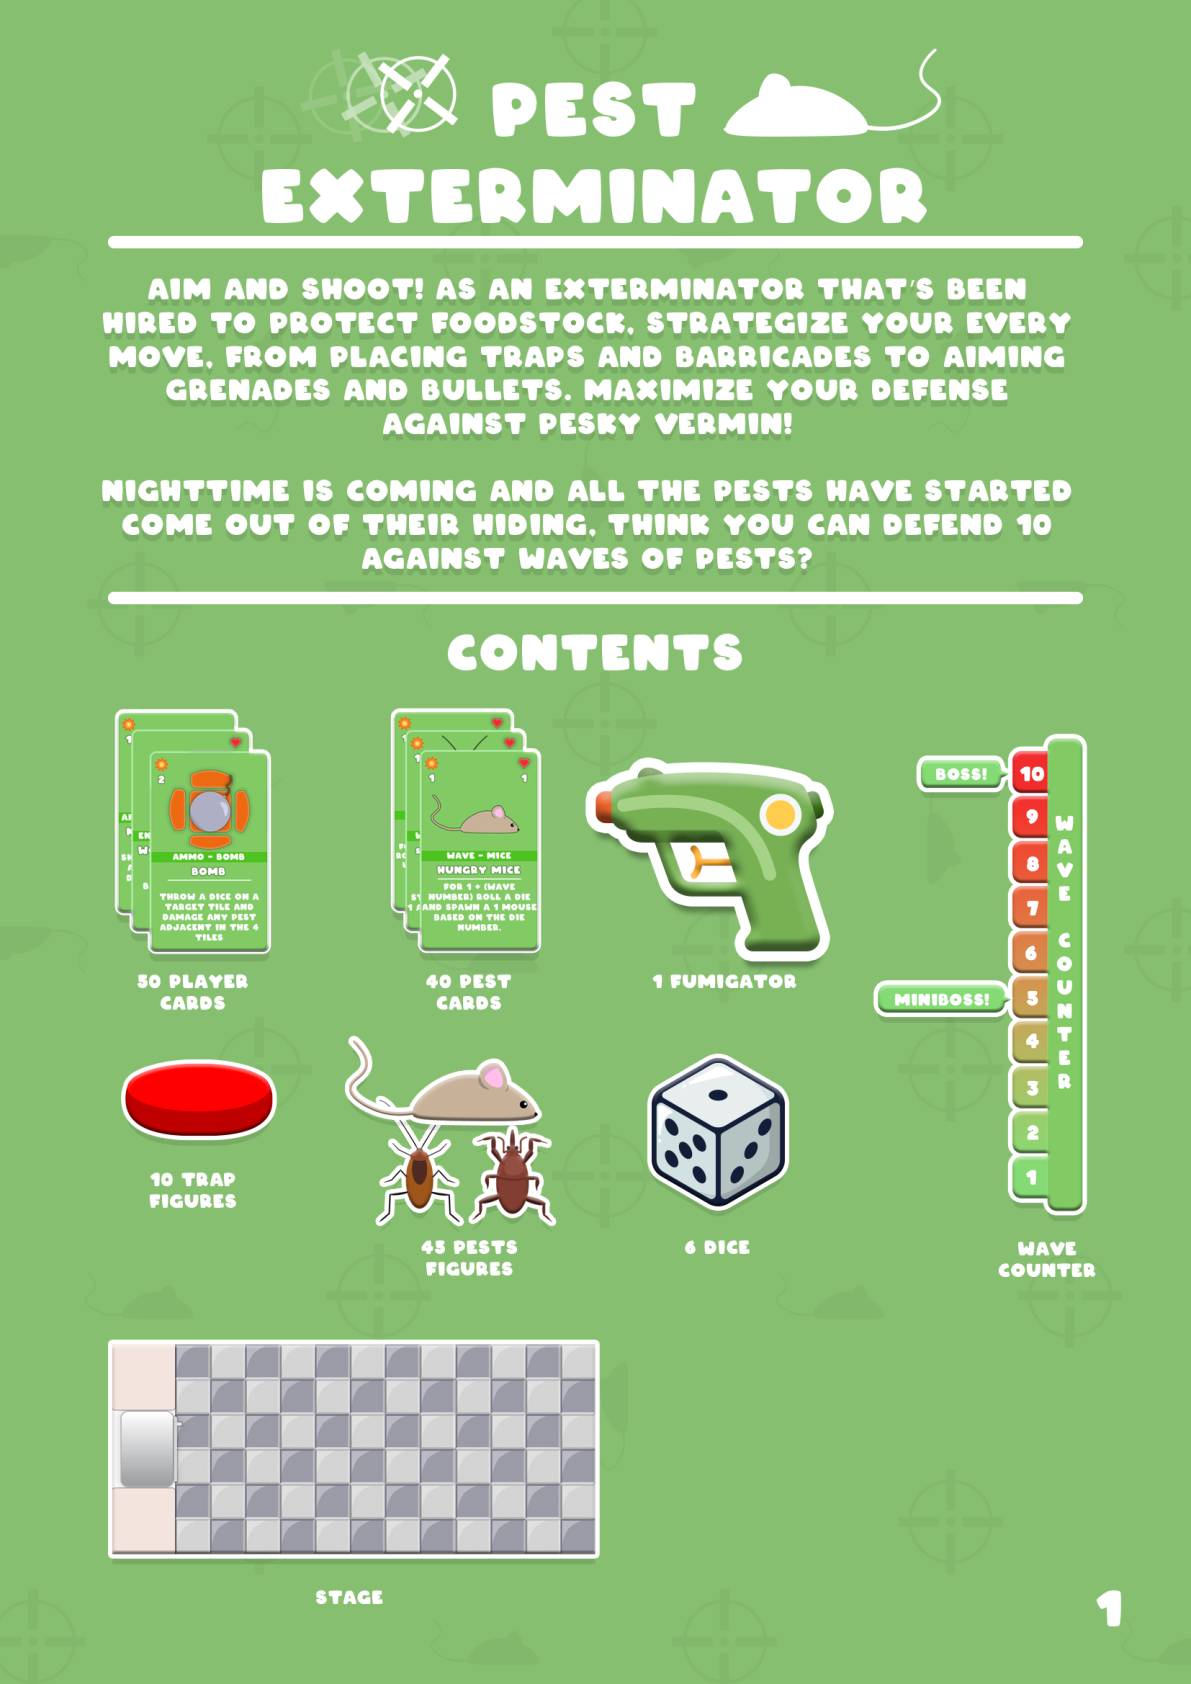 PEST
EXTERMINATOR
AIM AND SHOOT! AS AN EXTERMINATOR THAT'S BEEN
HIRED TO PROTECT FOODSTOCK, STRATEGIZE YOUR EVERY
MOVE, FROM PLACING TRAPS AND BARRICADES TO AIMING
GRENADES AND BULLETS. MAXIMIZE YOUR DEFENSE
AGAINST PESKY VERMIN!
NIGHTTIME IS COMING AND ALL THE PESTS HAVE STARTED
COME OUT OF THEIR HIDING, THINK YOU CAN DEFEND 10
AGAINST WAVES OF PESTS?
CONTENTS
2
AMMO - BOMB
BOMB
THROW A DICE ON A
TARGET TILE AND
DAMAGE ANY PEST
ADJACENT IN THE 4
TILES
50 PLAYER
CARDS
1 1
WAVE - MICE
HUNGRY MICE
FOR 1 + (WAVE
NUMBER) ROLL A DIE
AND SPAWN A 1 MOUSE
BASED ON THE DIE
NUMBER.
40 PEST
CARDS
1 FUMIGATOR
BOSS!
MINIBOSS!
10
9
8
7
6
5
4
3
2
1
WAVE COUNTER
WAVE
COUNTER
10 TRAP
FIGURES
45 PESTS
FIGURES
6 DICE
STAGE
1